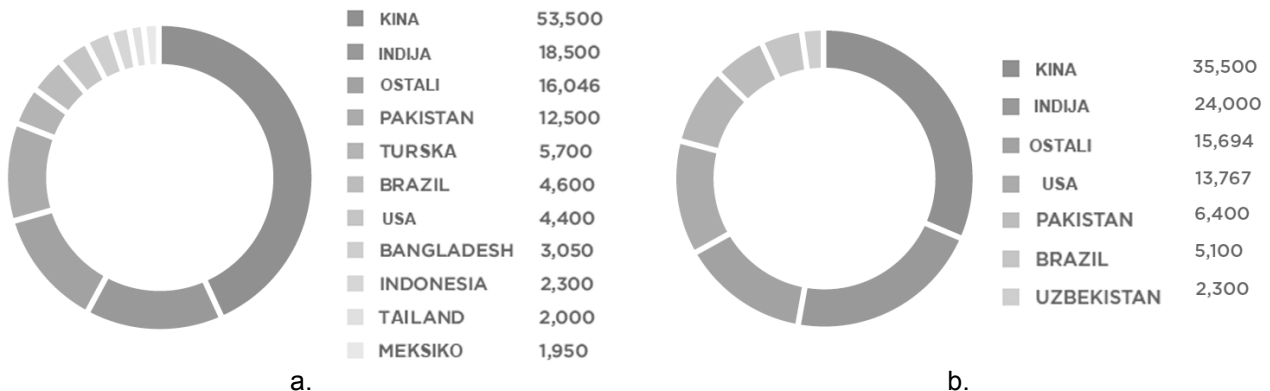 KINA 53,500
INDIJA 18,500
OSTALI 16,046
PAKISTAN 12,500
TURSKA 5,700
BRAZIL 4,600
USA 4,400
BANGLADESH 3,050
INDONESIA 2,300
TAILAND 2,000
MEKSIKO 1,950
a.
KINA 35,500
INDIJA 24,000
OSTALI 15,694
USA 13,767
PAKISTAN 6,400
BRAZIL 5,100
UZBEKISTAN 2,300
b.